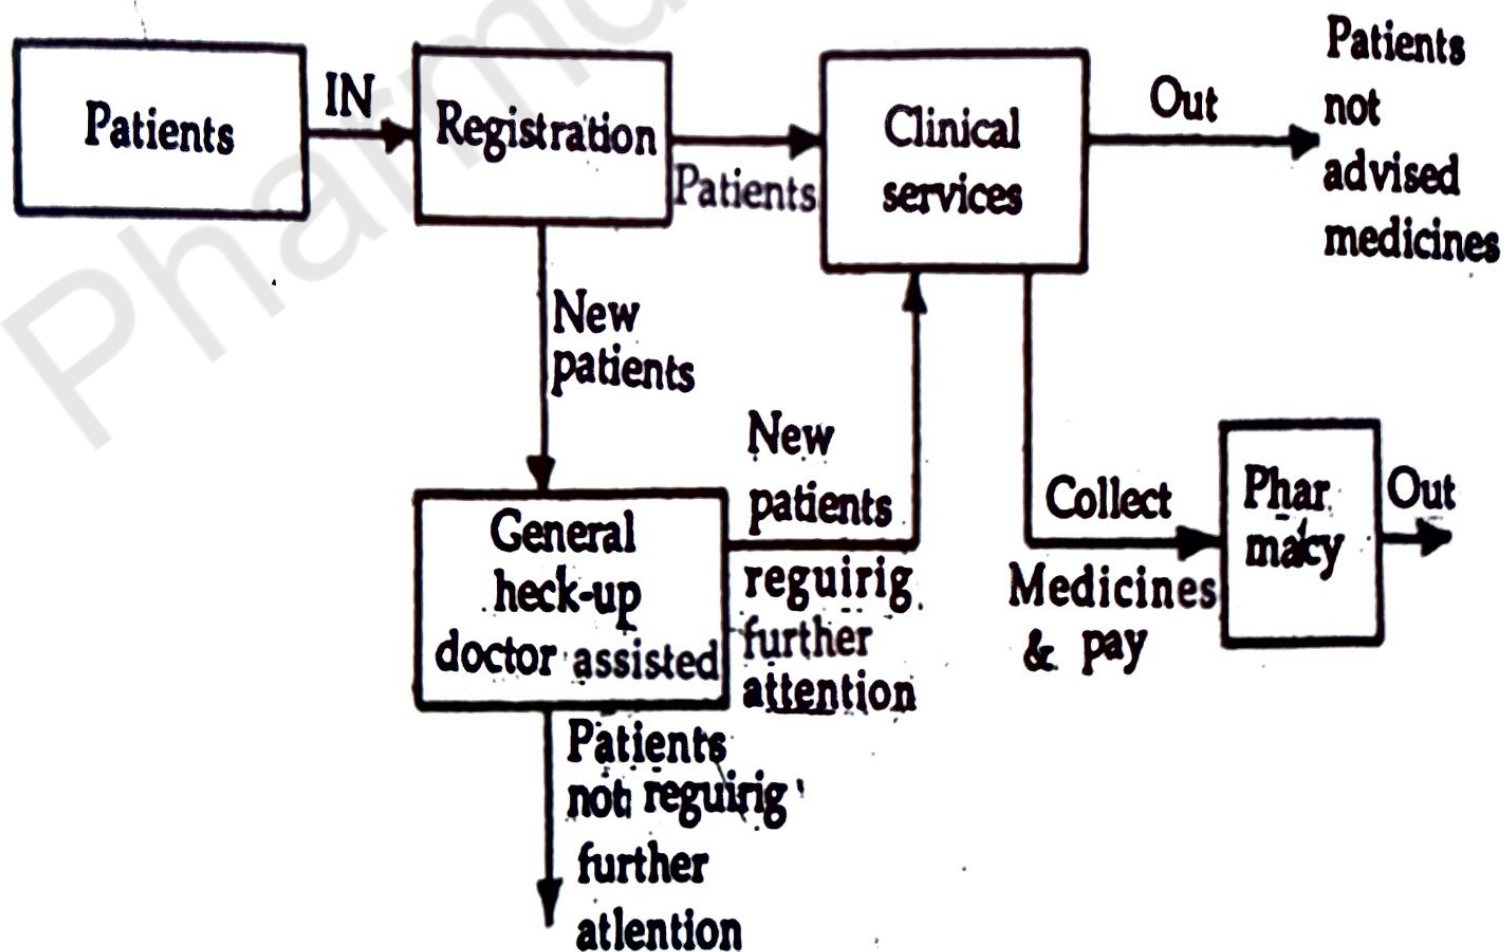 Patients
IN
Registration
Patients
Clinical
services
Out
Patients
not
advised
medicines
New
patients
General
heck-up
doctor assisted
New
patients
reguirig
further
attention
Collect
Medicines
& pay
Phar
macy
Out
Patients
not reguirig
further
atlention
Pharma